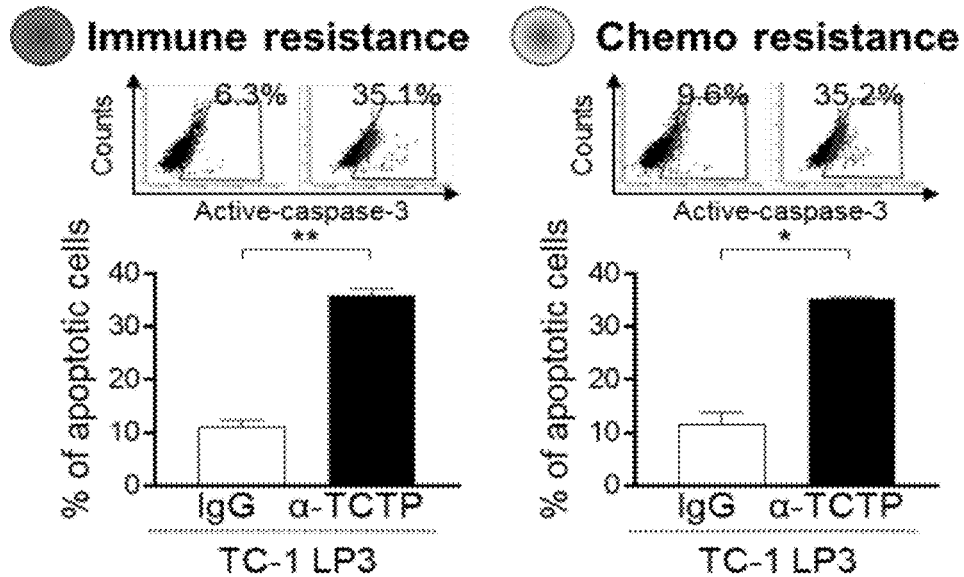 Immune resistance
6.3% 35.1%
Counts
Active-caspase-3
**
% of apoptotic cells
40
30
20
10
0
IgG α-TCTP
TC-1 LP3
Chemo resistance
9.6% 35.2%
Counts
Active-caspase-3
*
% of apoptotic cells
40
30
20
10
0
IgG α-TCTP
TC-1 LP3